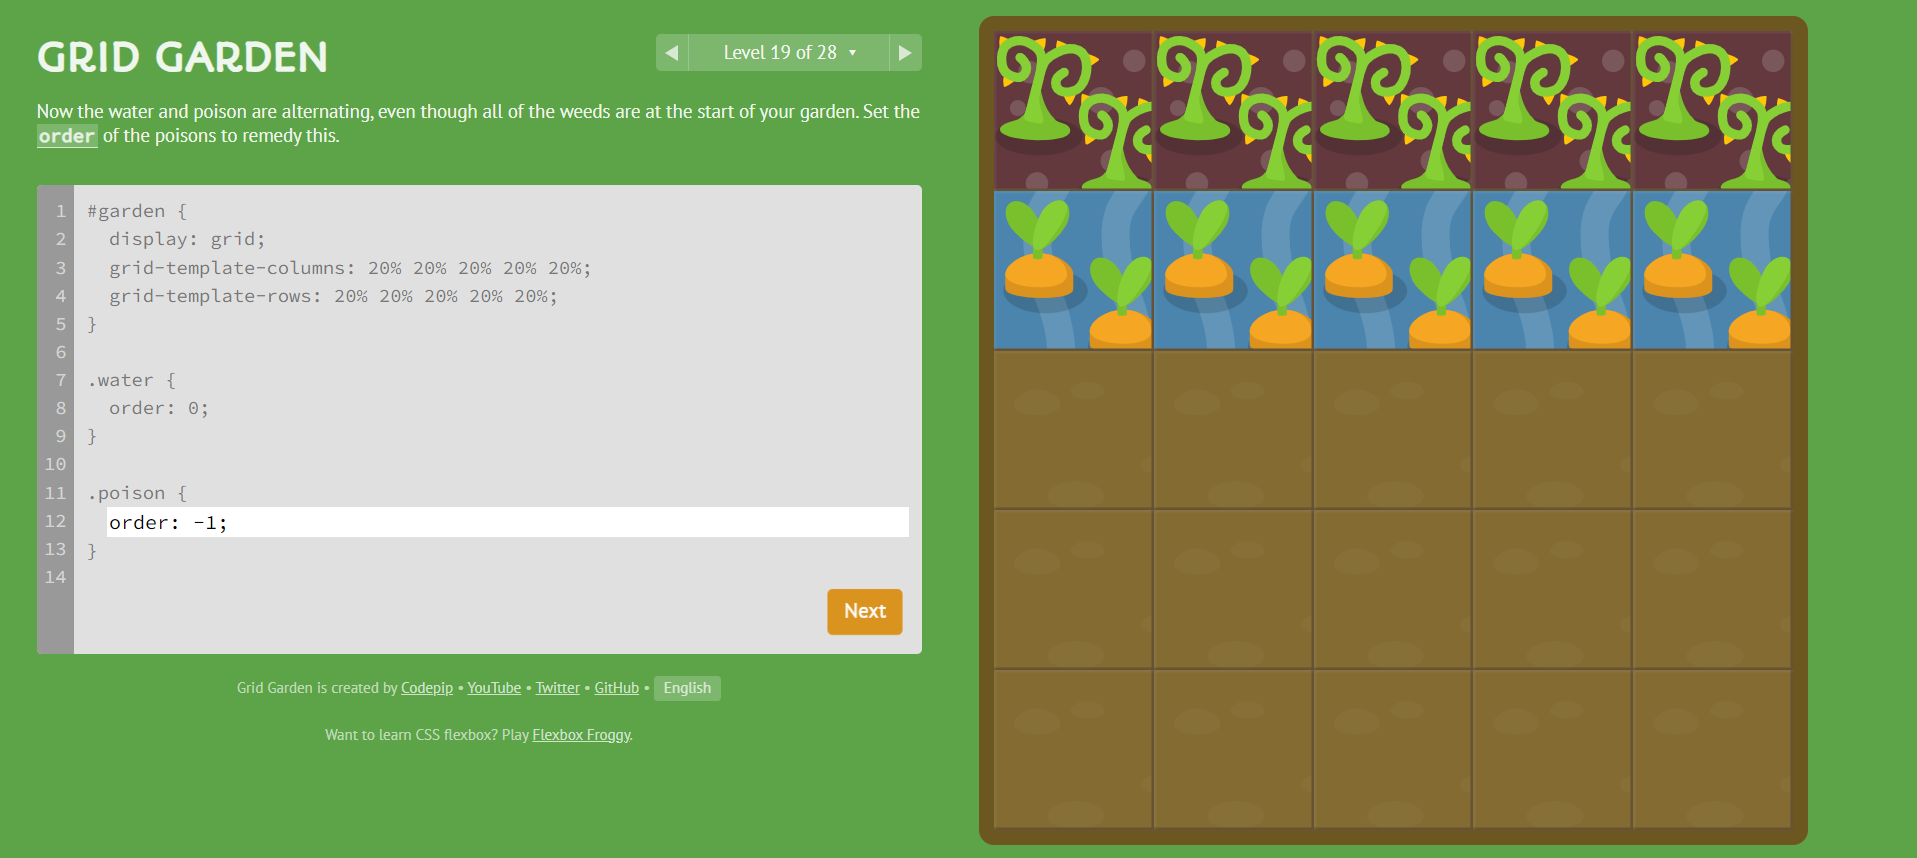 GRID GARDEN
◀ Level 19 of 28 ▾ ▶
Now the water and poison are alternating, even though all of the weeds are at the start of your garden. Set the
order of the poisons to remedy this.
1 #garden {
2   display: grid;
3   grid-template-columns: 20% 20% 20% 20% 20%;
4   grid-template-rows: 20% 20% 20% 20% 20%;
5 }
6
7 .water {
8   order: 0;
9 }
10
11 .poison {
12   order: -1;
13 }
14
Next
Grid Garden is created by Codepip • YouTube • Twitter • GitHub • English
Want to learn CSS flexbox? Play Flexbox Froggy.